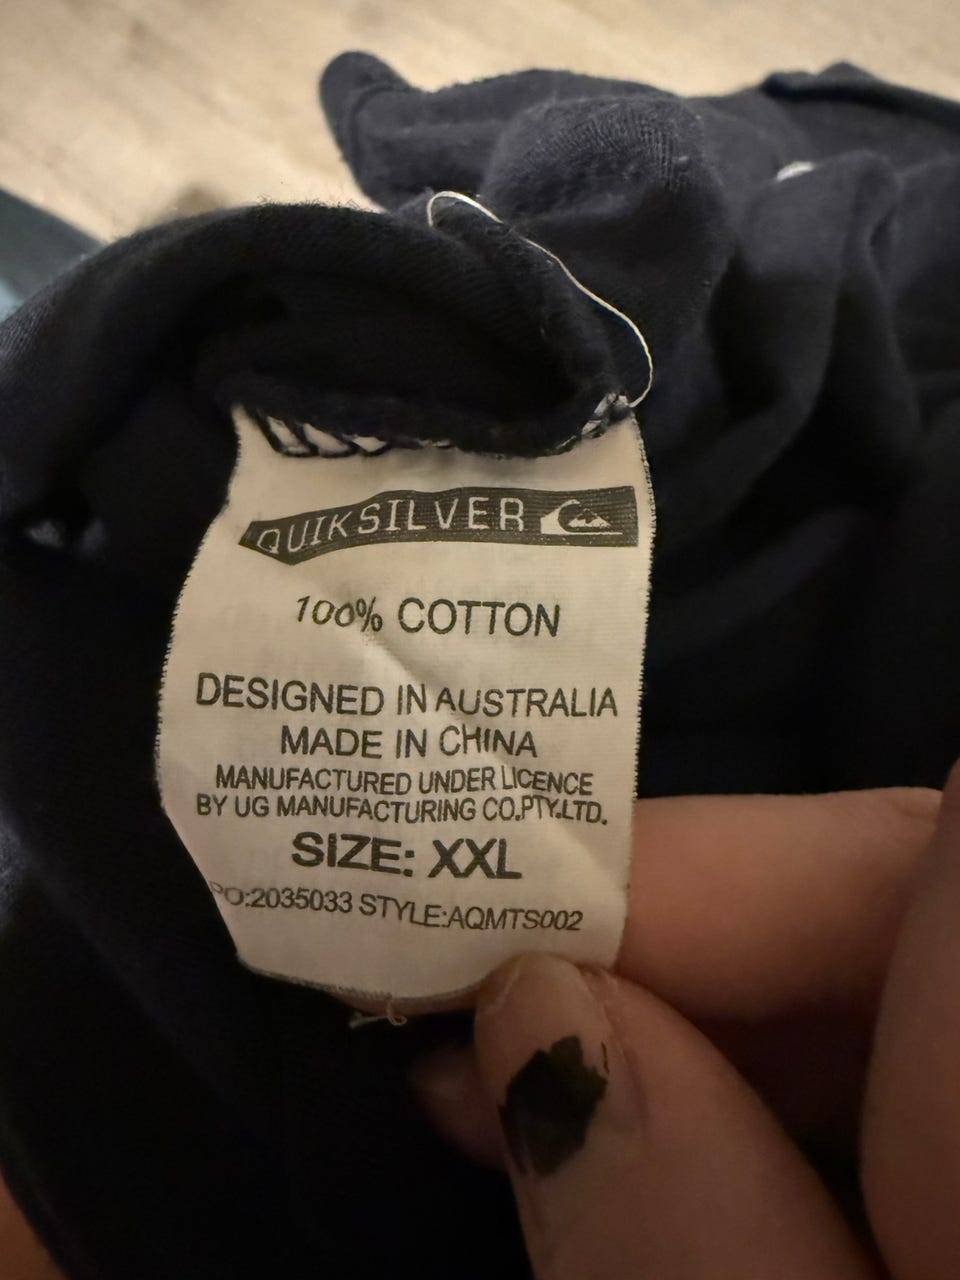 QUIKSILVER
100% COTTON
DESIGNED IN AUSTRALIA
MADE IN CHINA
MANUFACTURED UNDER LICENCE
BY UG MANUFACTURING CO.PTY.LTD.
SIZE: XXL
PO:2035033 STYLE:AQMTS002